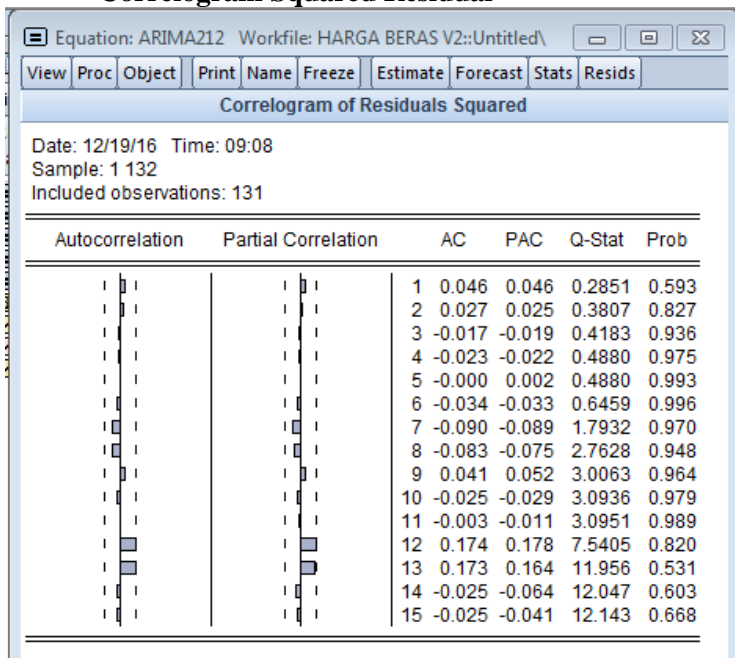 Correlogram Squared Residual
Equation: ARIMA212 Workfile: HARGA BERAS V2::Untitled\
View Proc Object Print Name Freeze Estimate Forecast Stats Resids
Correlogram of Residuals Squared
Date: 12/19/16 Time: 09:08
Sample: 1 132
Included observations: 131
Autocorrelation Partial Correlation AC PAC Q-Stat Prob
1 0.046 0.046 0.2851 0.593
2 0.027 0.025 0.3807 0.827
3 -0.017 -0.019 0.4183 0.936
4 -0.023 -0.022 0.4880 0.975
5 -0.000 0.002 0.4880 0.993
6 -0.034 -0.033 0.6459 0.996
7 -0.090 -0.089 1.7932 0.970
8 -0.083 -0.075 2.7628 0.948
9 0.041 0.052 3.0063 0.964
10 -0.025 -0.029 3.0936 0.979
11 -0.003 -0.011 3.0951 0.989
12 0.174 0.178 7.5405 0.820
13 0.173 0.164 11.956 0.531
14 -0.025 -0.064 12.047 0.603
15 -0.025 -0.041 12.143 0.668